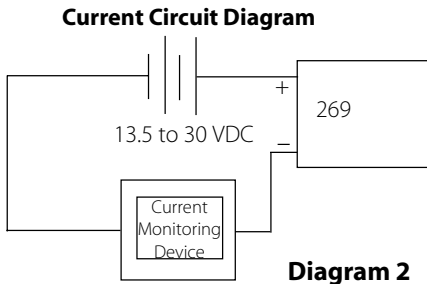 Current Circuit Diagram
+
269
13.5 to 30 VDC
–
Current
Monitoring
Device
Diagram 2